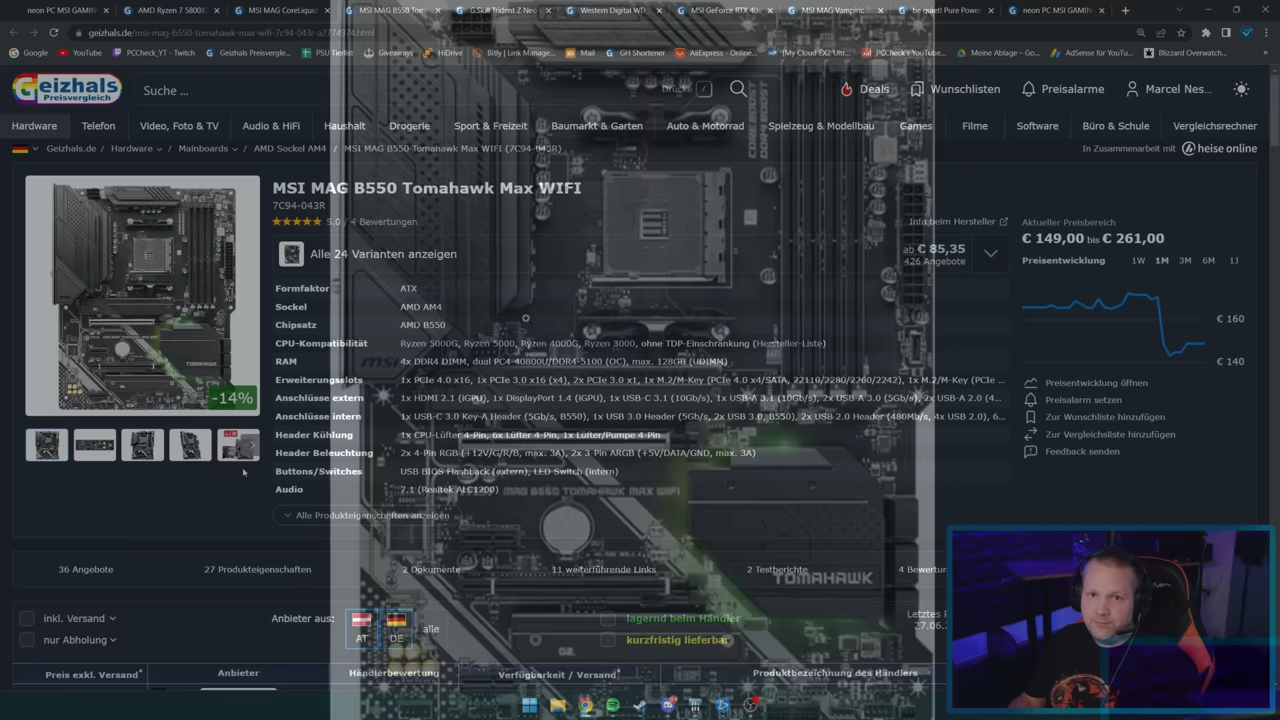 neon PC MSI GAMIN
AMD Ryzen 7 5800X
MSI MAG CoreLiquid
MSI MAG B550 Tom
G.Skill Trident Z Neo
Western Digital WD_
MSI GeForce RTX 40
MSI MAG Vampiric
be quiet! Pure Power
neon PC MSI GAMIN
geizhals.de/msi-mag-b550-tomahawk-max-wifi-7c94-043r-a2774974.html
Google
YouTube
PCCheck_YT - Twitch
Geizhals Preisvergle...
PSU Tierlist
Giveaways
HiDrive
Bitly | Link Manage...
Mail
GH Shortener
AliExpress - Online...
[My Cloud EX2 Ultr...
PCCheck's YouTube...
Meine Ablage – Go...
AdSense für YouTu...
Blizzard Overwatch...
Geizhals
Preisvergleich
Suche ...
Drücke /
Deals
Wunschlisten
Preisalarme
Marcel Nes...
Hardware
Telefon
Video, Foto & TV
Audio & HiFi
Haushalt
Drogerie
Sport & Freizeit
Baumarkt & Garten
Auto & Motorrad
Spielzeug & Modellbau
Games
Filme
Software
Büro & Schule
Vergleichsrechner
Geizhals.de / Hardware / Mainboards / AMD Sockel AM4 / MSI MAG B550 Tomahawk Max WIFI (7C94-043R)
In Zusammenarbeit mit heise online
MSI MAG B550 Tomahawk Max WIFI
7C94-043R
5.0 / 4 Bewertungen
Info beim Hersteller
Alle 24 Varianten anzeigen
ab € 85,35
426 Angebote
Formfaktor ATX
Sockel AMD AM4
Chipsatz AMD B550
CPU-Kompatibilität Ryzen 5000G, Ryzen 5000, Ryzen 4000G, Ryzen 3000, ohne TDP-Einschränkung (Hersteller-Liste)
RAM 4x DDR4 DIMM, dual PC4-40800U/DDR4-5100 (OC), max. 128GB (UDIMM)
Erweiterungsslots 1x PCIe 4.0 x16, 1x PCIe 3.0 x16 (x4), 2x PCIe 3.0 x1, 1x M.2/M-Key (PCIe 4.0 x4/SATA, 22110/2280/2260/2242), 1x M.2/M-Key (PCIe ...
Anschlüsse extern 1x HDMI 2.1 (iGPU), 1x DisplayPort 1.4 (iGPU), 1x USB-C 3.1 (10Gb/s), 1x USB-A 3.1 (10Gb/s), 2x USB-A 3.0 (5Gb/s), 2x USB-A 2.0 (4...
Anschlüsse intern 1x USB-C 3.0 Key-A Header (5Gb/s, B550), 1x USB 3.0 Header (5Gb/s, 2x USB 3.0, B550), 2x USB 2.0 Header (480Mb/s, 4x USB 2.0), 6...
Header Kühlung 1x CPU-Lüfter 4-Pin, 6x Lüfter 4-Pin, 1x Lüfter/Pumpe 4-Pin
Header Beleuchtung 2x 4-Pin RGB (+12V/G/R/B, max. 3A), 2x 3-Pin ARGB (+5V/DATA/GND, max. 3A)
Buttons/Switches USB BIOS Flashback (extern), LED Switch (intern)
Audio 7.1 (Realtek ALC1200)
Alle Produkteigenschaften anzeigen
TOMAHAWK
-14%
Aktueller Preisbereich
€ 149,00 bis € 261,00
Preisentwicklung 1W 1M 3M 6M 1J
€ 160
€ 140
Preisentwicklung öffnen
Preisalarm setzen
Zur Wunschliste hinzufügen
Zur Vergleichsliste hinzufügen
Feedback senden
MAG B550 TOMAHAWK MAX WIFI
TOMAHAWK
36 Angebote
27 Produkteigenschaften
2 Dokumente
11 weiterführende Links
2 Testberichte
4 Bewertun
inkl. Versand
nur Abholung
Anbieter aus:
AT
DE
alle
lagernd beim Händler
kurzfristig lieferbar
Letztes
27.06.
Preis exkl. Versand*
Anbieter
Händlerbewertung
Verfügbarkeit / Versand*
Produktbezeichnung des Händlers